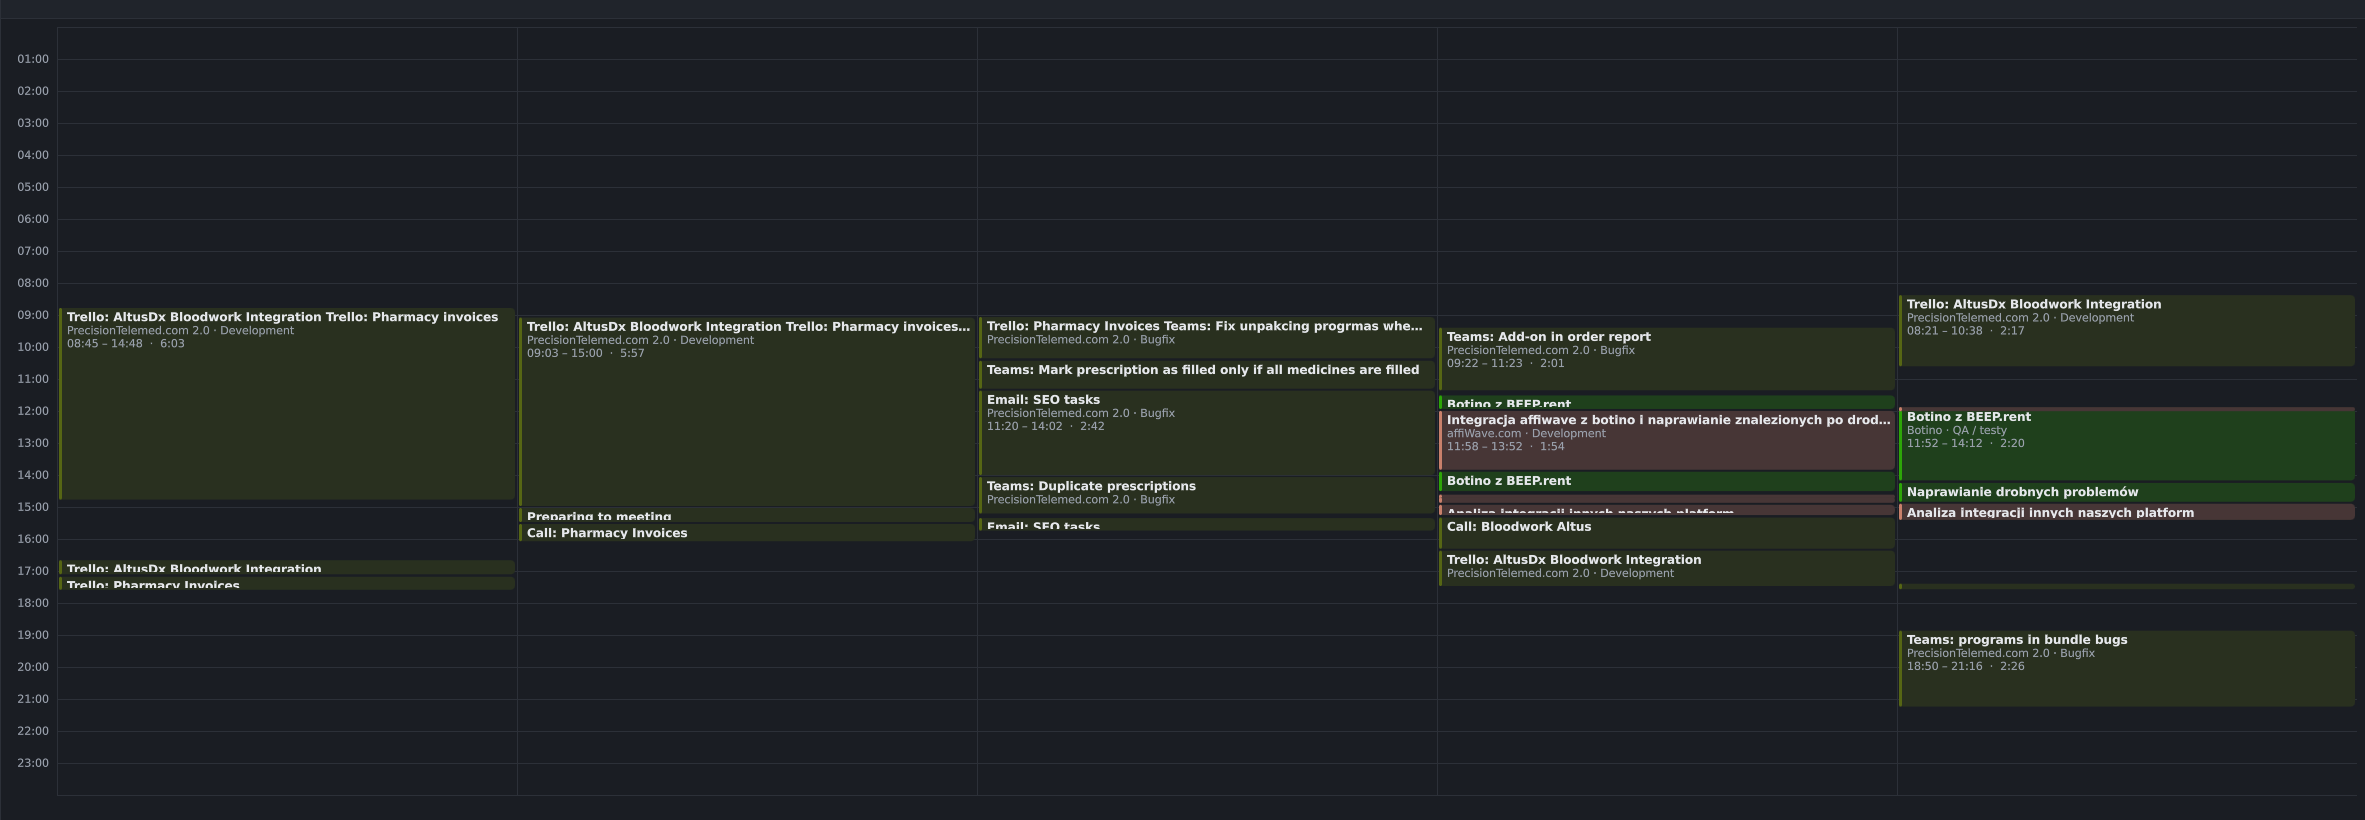 01:00
02:00
03:00
04:00
05:00
06:00
07:00
08:00
09:00
10:00
11:00
12:00
13:00
14:00
15:00
16:00
17:00
18:00
19:00
20:00
21:00
22:00
23:00
Trello: AltusDx Bloodwork Integration Trello: Pharmacy invoices
PrecisionTelemed.com 2.0 · Development
08:45 – 14:48 · 6:03
Trello: AltusDx Bloodwork Integration
Trello: Pharmacy Invoices
Trello: AltusDx Bloodwork Integration Trello: Pharmacy invoices…
PrecisionTelemed.com 2.0 · Development
09:03 – 15:00 · 5:57
Preparing to meeting
Call: Pharmacy Invoices
Trello: Pharmacy Invoices Teams: Fix unpakcing progrmas whe…
PrecisionTelemed.com 2.0 · Bugfix
Teams: Mark prescription as filled only if all medicines are filled
Email: SEO tasks
PrecisionTelemed.com 2.0 · Bugfix
11:20 – 14:02 · 2:42
Teams: Duplicate prescriptions
PrecisionTelemed.com 2.0 · Bugfix
Email: SEO tasks
Teams: Add-on in order report
PrecisionTelemed.com 2.0 · Bugfix
09:22 – 11:23 · 2:01
Botino z BEEP.rent
Integracja affiwave z botino i naprawianie znalezionych po drod…
affiWave.com · Development
11:58 – 13:52 · 1:54
Botino z BEEP.rent
Analiza integracji innych naszych platform
Call: Bloodwork Altus
Trello: AltusDx Bloodwork Integration
PrecisionTelemed.com 2.0 · Development
Trello: AltusDx Bloodwork Integration
PrecisionTelemed.com 2.0 · Development
08:21 – 10:38 · 2:17
Botino z BEEP.rent
Botino · QA / testy
11:52 – 14:12 · 2:20
Naprawianie drobnych problemów
Analiza integracji innych naszych platform
Teams: programs in bundle bugs
PrecisionTelemed.com 2.0 · Bugfix
18:50 – 21:16 · 2:26